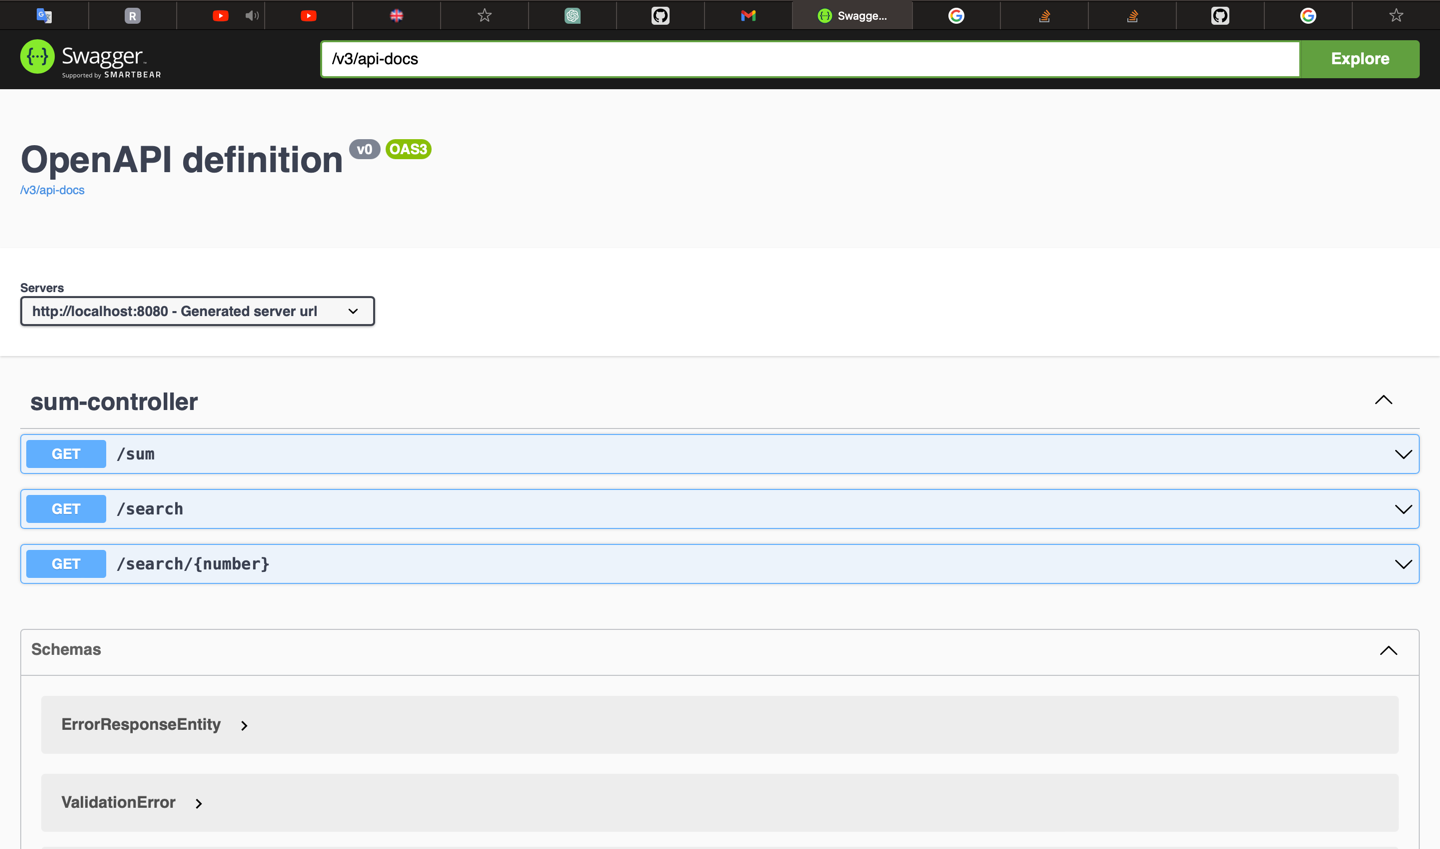 R
Swagge...
Swagger
Supported by SMARTBEAR
/v3/api-docs
Explore
OpenAPI definition v0 OAS3
/v3/api-docs
Servers
http://localhost:8080 - Generated server url
sum-controller
GET /sum
GET /search
GET /search/{number}
Schemas
ErrorResponseEntity
ValidationError